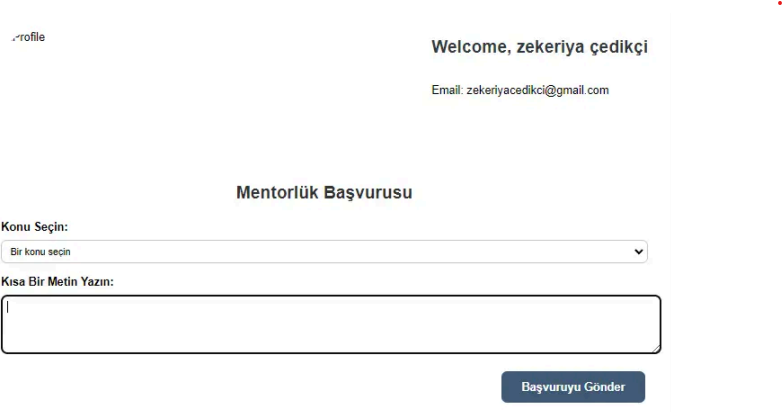 rofile
Welcome, zekeriya çedikçi
Email: zekeriyacedikci@gmail.com
Mentorlük Başvurusu
Konu Seçin:
Bir konu seçin
Kısa Bir Metin Yazın:
Başvuruyu Gönder